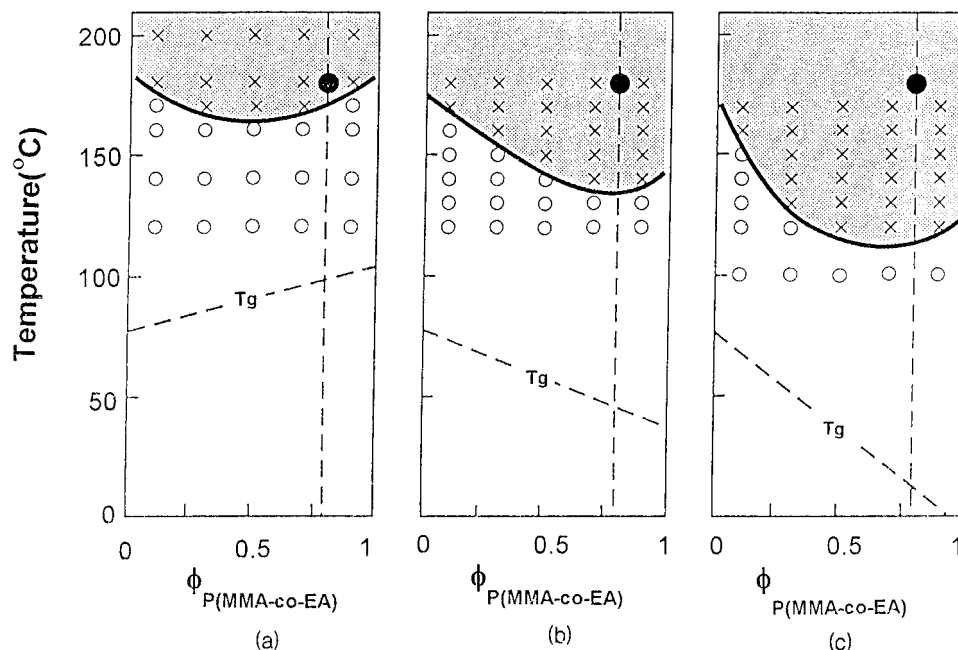 Temperature(°C)
200
150
100
50
0
Tg
Tg
Tg
0 0.5 1
0 0.5 1
0 0.5 1
ϕP(MMA-co-EA)
ϕP(MMA-co-EA)
ϕP(MMA-co-EA)
(a)
(b)
(c)